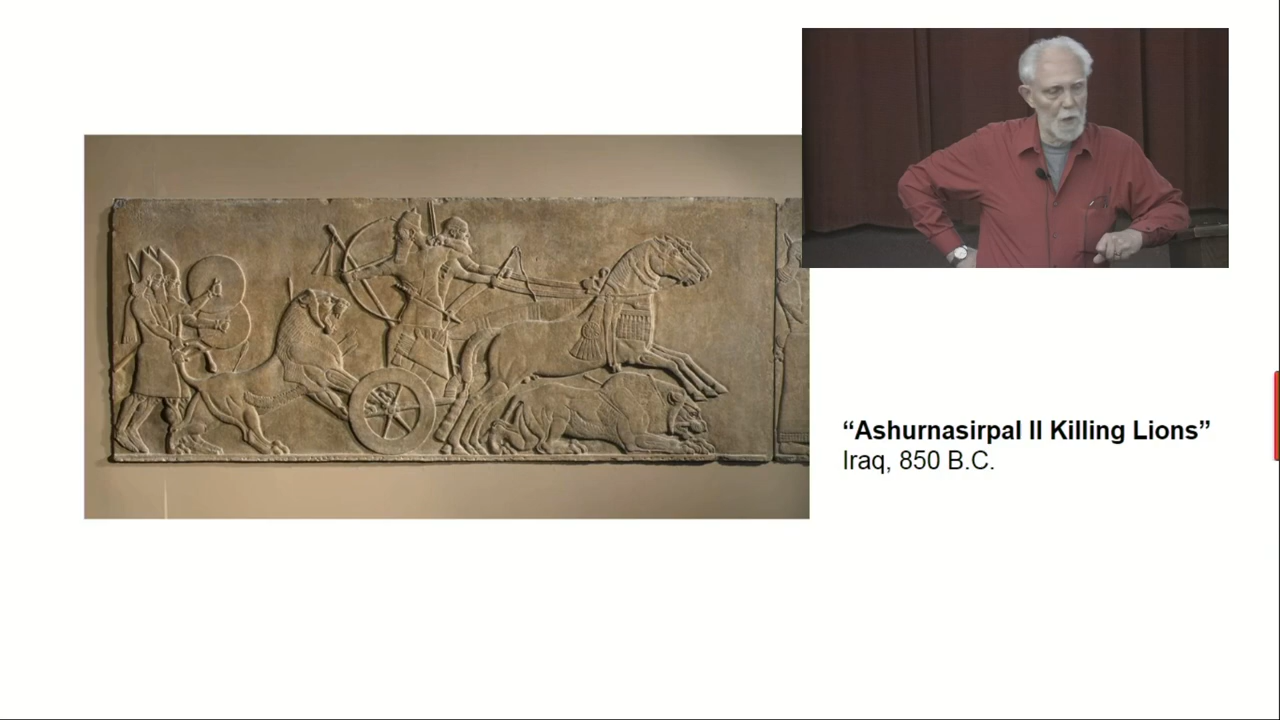 “Ashurnasirpal II Killing Lions”
Iraq, 850 B.C.